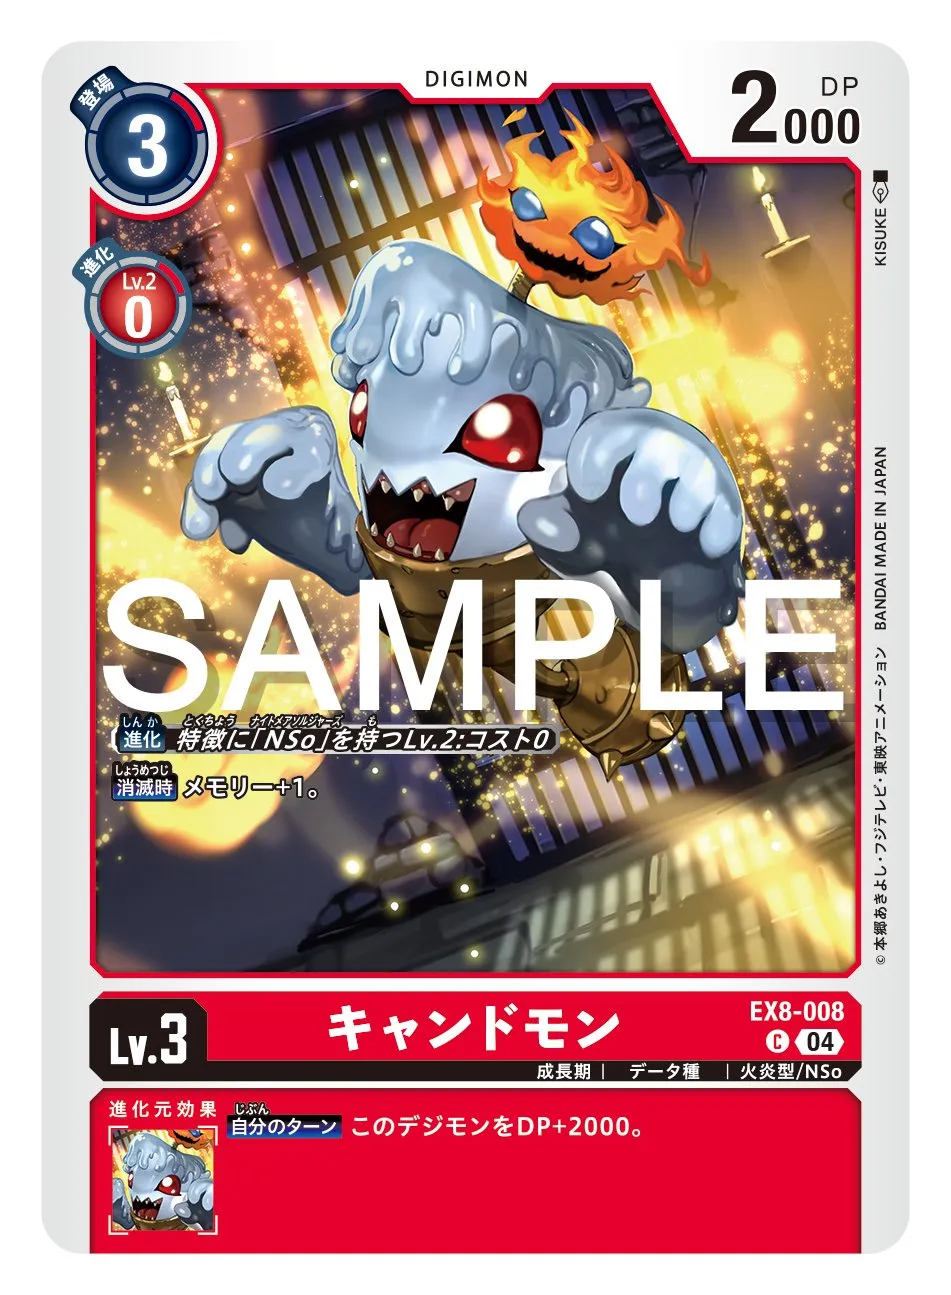 DIGIMON
登場
3
DP
2000
進化
Lv.2
0
KISUKE
SAMPLE
しんか とくちょう ナイトメアソルジャーズ も
進化 特徴に「NSo」を持つLv.2:コスト0
しょうめつじ
消滅時 メモリー+1。
©本郷あきよし・フジテレビ・東映アニメーション BANDAI MADE IN JAPAN
Lv.3
キャンドモン
EX8-008
C 04
成長期 | データ種 | 火炎型/NSo
進化元効果
じぶん
自分のターン このデジモンをDP+2000。